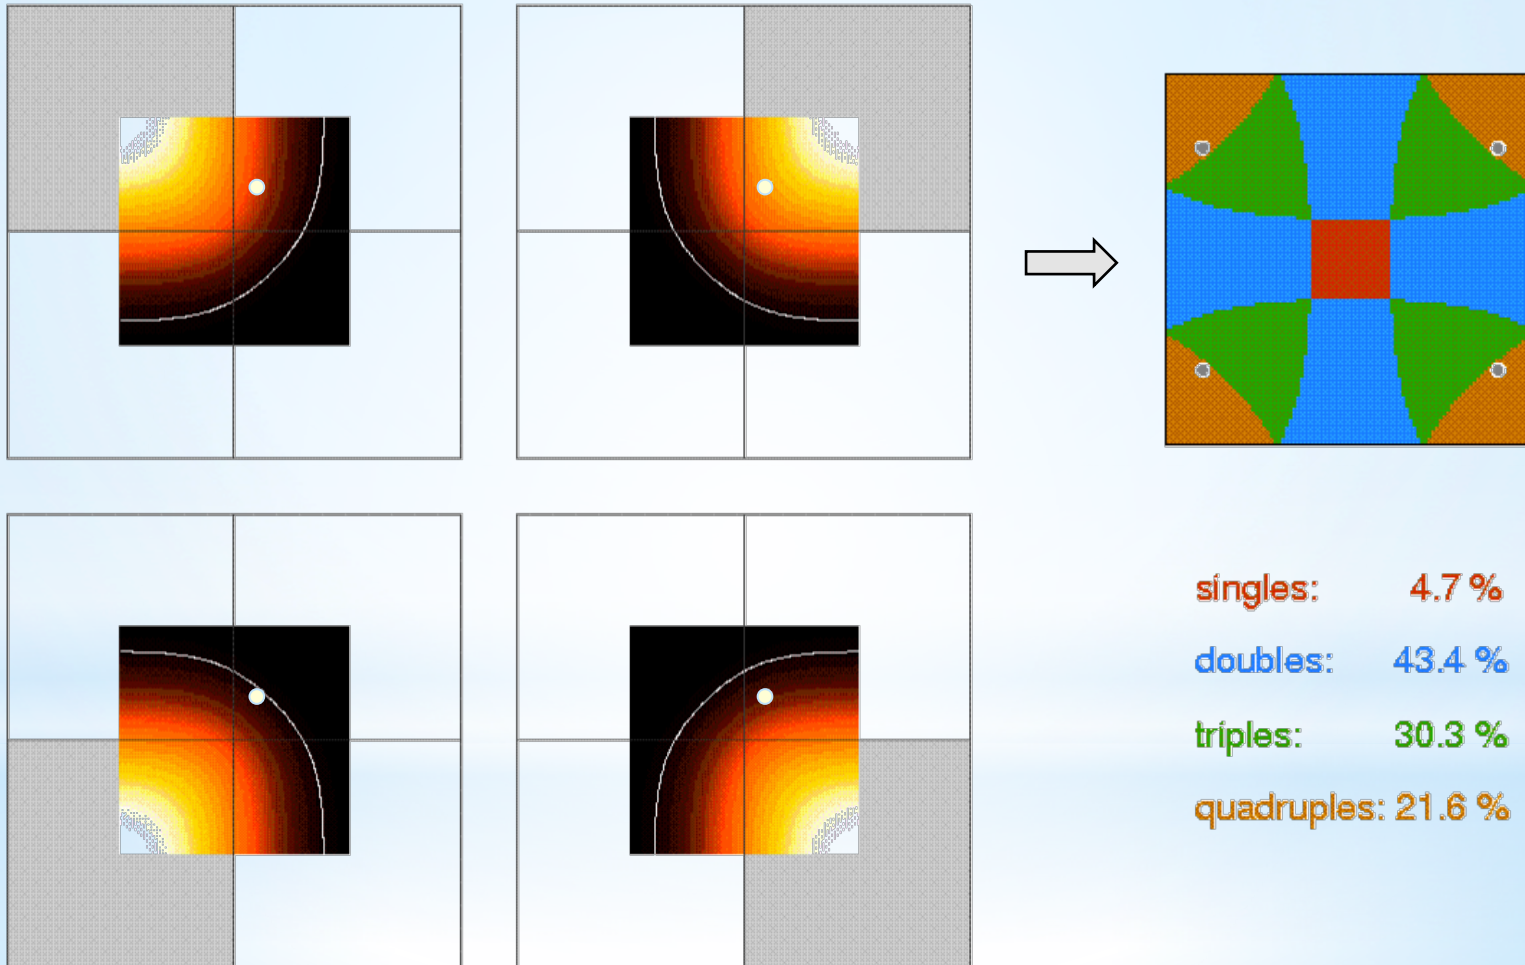 singles: 4.7 %
doubles: 43.4 %
triples: 30.3 %
quadruples: 21.6 %